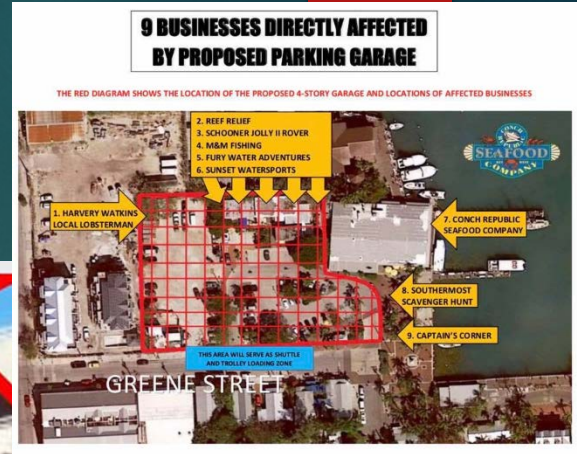 9 BUSINESSES DIRECTLY AFFECTED
BY PROPOSED PARKING GARAGE
THE RED DIAGRAM SHOWS THE LOCATION OF THE PROPOSED 4-STORY GARAGE AND LOCATIONS OF AFFECTED BUSINESSES
2. REEF RELIEF
3. SCHOONER JOLLY II ROVER
4. M&M FISHING
5. FURY WATER ADVENTURES
6. SUNSET WATERSPORTS
CONCH REPUBLIC
SEAFOOD
COMPANY
1. HARVERY WATKINS
LOCAL LOBSTERMAN
7. CONCH REPUBLIC
SEAFOOD COMPANY
8. SOUTHERMOST
SCAVENGER HUNT
9. CAPTAIN'S CORNER
THIS AREA WILL SERVE AS SHUTTLE
AND TROLLEY LOADING ZONE
GREENE STREET